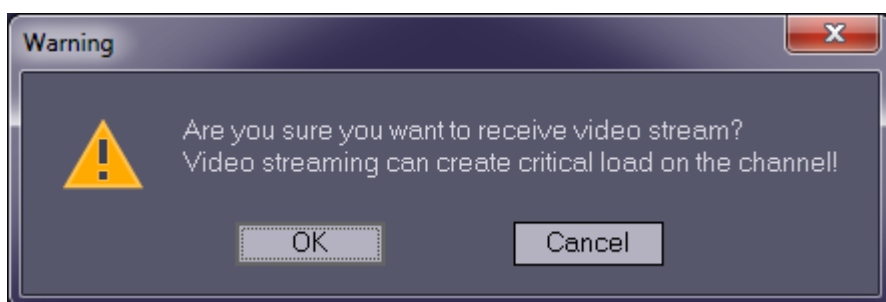 Warning
Are you sure you want to receive video stream?
Video streaming can create critical load on the channel!
OK
Cancel